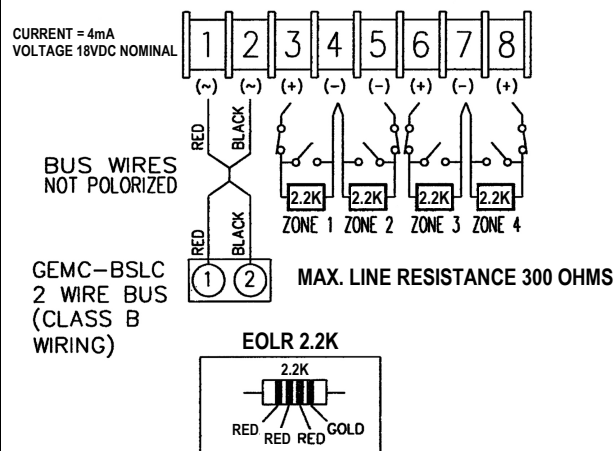 CURRENT = 4mA
VOLTAGE 18VDC NOMINAL
1 2 3 4 5 6 7 8
(~) (~) (+) (-) (-) (+) (-) (+)
RED BLACK
BUS WIRES
NOT POLORIZED
2.2K 2.2K 2.2K 2.2K
ZONE 1 ZONE 2 ZONE 3 ZONE 4
RED BLACK
GEMC-BSLC
2 WIRE BUS
(CLASS B
WIRING)
1 2
MAX. LINE RESISTANCE 300 OHMS
EOLR 2.2K
2.2K
RED RED RED GOLD